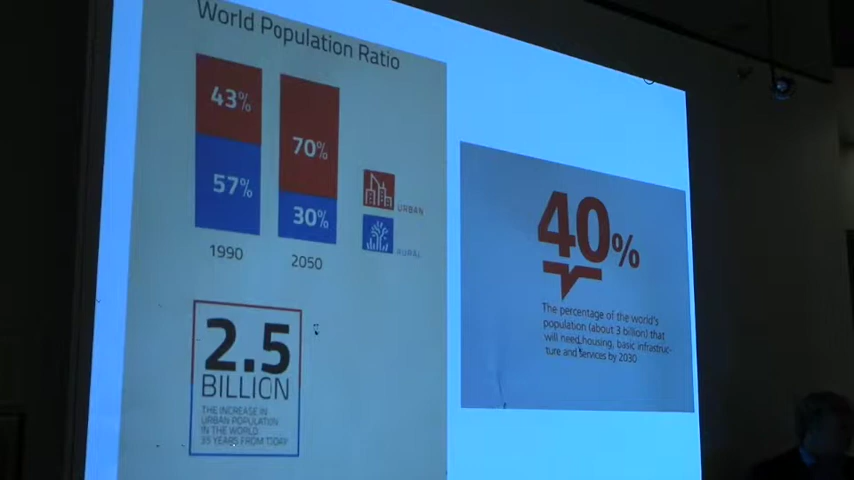 World Population Ratio
43%
70%
57%
30%
URBAN
RURAL
1990
2050
2.5
BILLION
THE INCREASE IN
URBAN POPULATION
IN THE WORLD
35 YEARS FROM TODAY
40%
The percentage of the world's
population (about 3 billion) that
will need housing, basic infrastruc-
ture and services by 2030